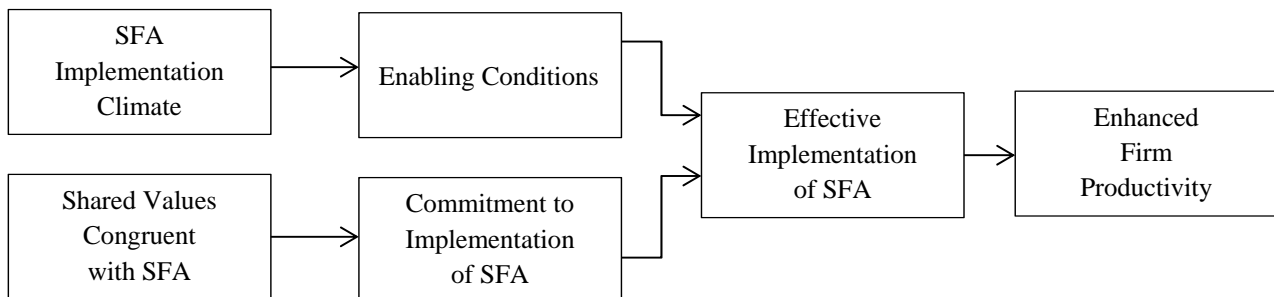 SFA
Implementation
Climate
Enabling Conditions
Shared Values
Congruent
with SFA
Commitment to
Implementation
of SFA
Effective
Implementation
of SFA
Enhanced
Firm
Productivity